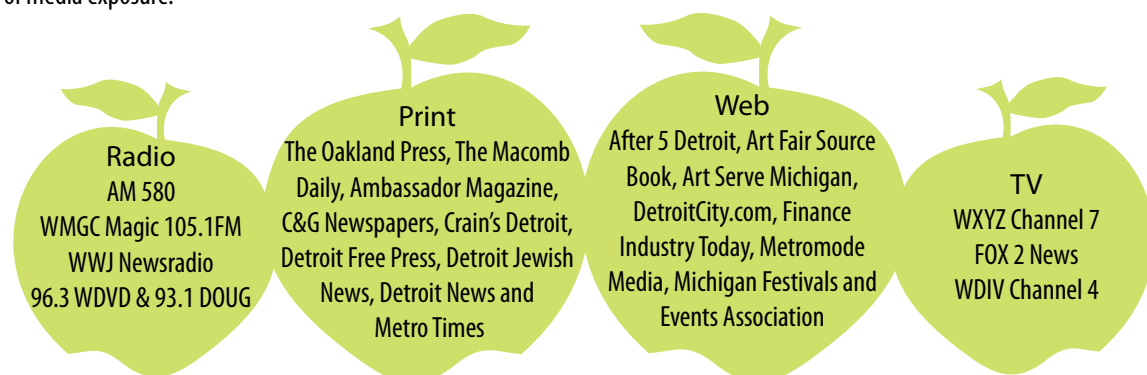 of media exposure.
Radio
AM 580
WMGC Magic 105.1FM
WWJ Newsradio
96.3 WDVD & 93.1 DOUG
Print
The Oakland Press, The Macomb
Daily, Ambassador Magazine,
C&G Newspapers, Crain's Detroit,
Detroit Free Press, Detroit Jewish
News, Detroit News and
Metro Times
Web
After 5 Detroit, Art Fair Source
Book, Art Serve Michigan,
DetroitCity.com, Finance
Industry Today, Metromode
Media, Michigan Festivals and
Events Association
TV
WXYZ Channel 7
FOX 2 News
WDIV Channel 4